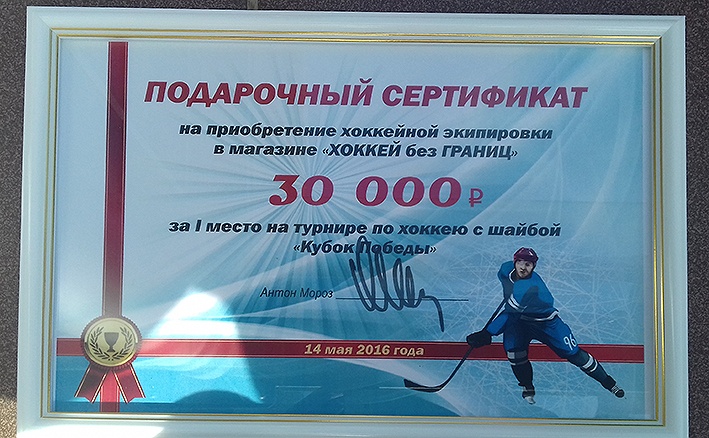 ПОДАРОЧНЫЙ СЕРТИФИКАТ
на приобретение хоккейной экипировки
в магазине «ХОККЕЙ без ГРАНИЦ»
30 000 ₽
за I место на турнире по хоккею с шайбой
«Кубок Победы»
Антон Мороз
96
14 мая 2016 года